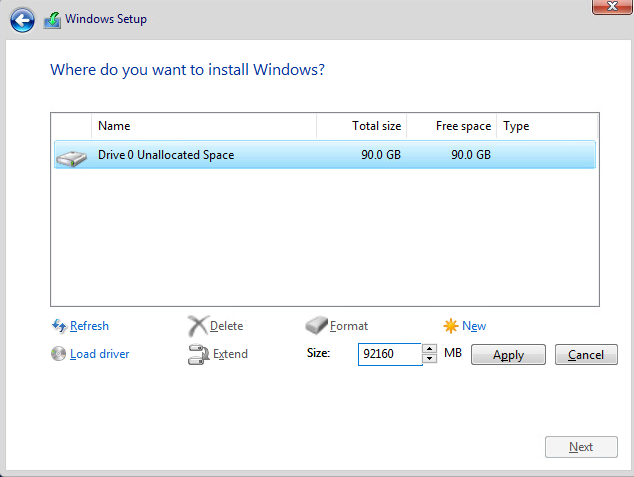 Windows Setup
Where do you want to install Windows?
Name Total size Free space Type
Drive 0 Unallocated Space 90.0 GB 90.0 GB
Refresh Delete Format New
Load driver Extend Size: 92160 MB Apply Cancel
Next